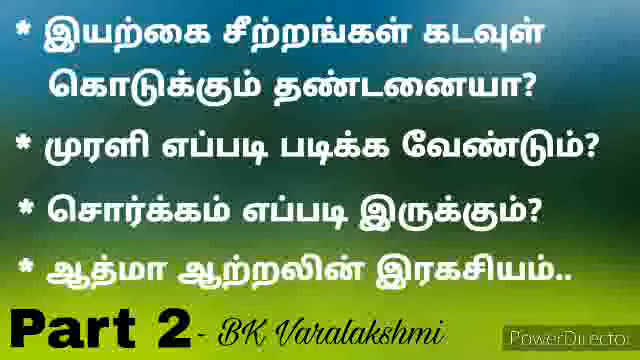 * இயற்கை சீற்றங்கள் கடவுள்
கொடுக்கும் தண்டனையா?
* முரளி எப்படி படிக்க வேண்டும்?
* சொர்க்கம் எப்படி இருக்கும்?
* ஆத்மா ஆற்றலின் இரகசியம்..
Part 2 - BK Varalakshmi
PowerDirector